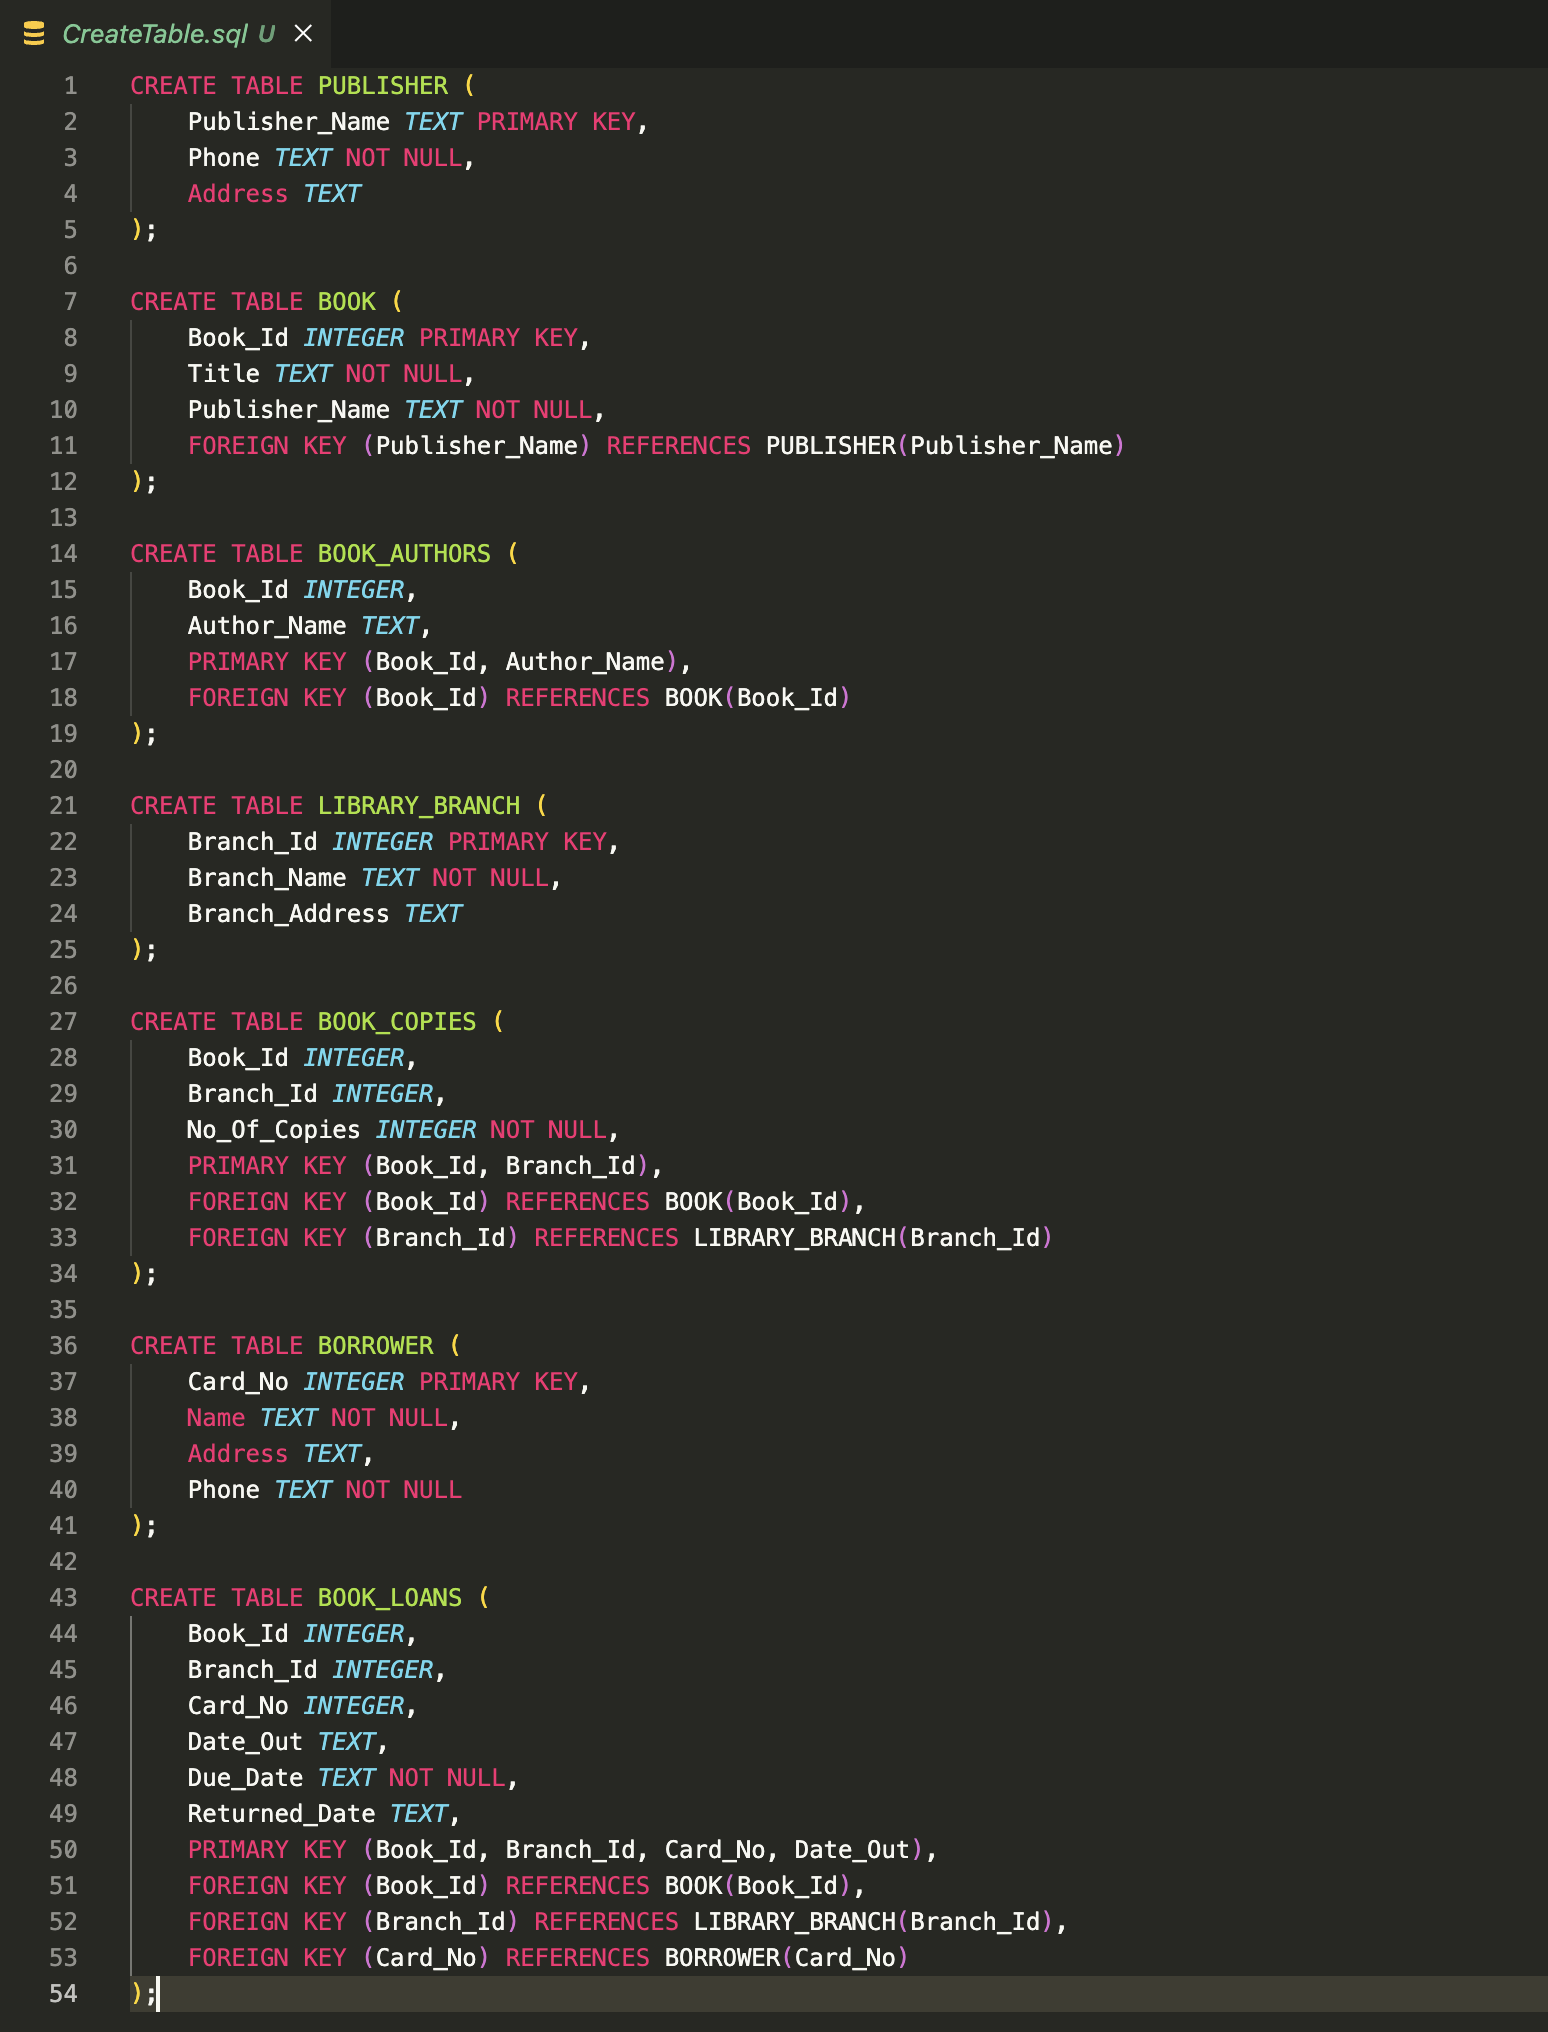 CreateTable.sql U ×
1 CREATE TABLE PUBLISHER (
2     Publisher_Name TEXT PRIMARY KEY,
3     Phone TEXT NOT NULL,
4     Address TEXT
5 );
6
7 CREATE TABLE BOOK (
8     Book_Id INTEGER PRIMARY KEY,
9     Title TEXT NOT NULL,
10     Publisher_Name TEXT NOT NULL,
11     FOREIGN KEY (Publisher_Name) REFERENCES PUBLISHER(Publisher_Name)
12 );
13
14 CREATE TABLE BOOK_AUTHORS (
15     Book_Id INTEGER,
16     Author_Name TEXT,
17     PRIMARY KEY (Book_Id, Author_Name),
18     FOREIGN KEY (Book_Id) REFERENCES BOOK(Book_Id)
19 );
20
21 CREATE TABLE LIBRARY_BRANCH (
22     Branch_Id INTEGER PRIMARY KEY,
23     Branch_Name TEXT NOT NULL,
24     Branch_Address TEXT
25 );
26
27 CREATE TABLE BOOK_COPIES (
28     Book_Id INTEGER,
29     Branch_Id INTEGER,
30     No_Of_Copies INTEGER NOT NULL,
31     PRIMARY KEY (Book_Id, Branch_Id),
32     FOREIGN KEY (Book_Id) REFERENCES BOOK(Book_Id),
33     FOREIGN KEY (Branch_Id) REFERENCES LIBRARY_BRANCH(Branch_Id)
34 );
35
36 CREATE TABLE BORROWER (
37     Card_No INTEGER PRIMARY KEY,
38     Name TEXT NOT NULL,
39     Address TEXT,
40     Phone TEXT NOT NULL
41 );
42
43 CREATE TABLE BOOK_LOANS (
44     Book_Id INTEGER,
45     Branch_Id INTEGER,
46     Card_No INTEGER,
47     Date_Out TEXT,
48     Due_Date TEXT NOT NULL,
49     Returned_Date TEXT,
50     PRIMARY KEY (Book_Id, Branch_Id, Card_No, Date_Out),
51     FOREIGN KEY (Book_Id) REFERENCES BOOK(Book_Id),
52     FOREIGN KEY (Branch_Id) REFERENCES LIBRARY_BRANCH(Branch_Id),
53     FOREIGN KEY (Card_No) REFERENCES BORROWER(Card_No)
54 );